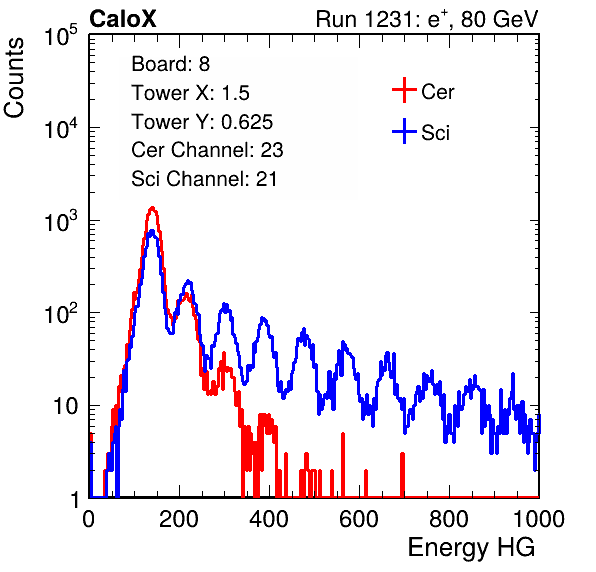 CaloX Run 1231: e⁺, 80 GeV
Counts
Board: 8
Tower X: 1.5
Tower Y: 0.625
Cer Channel: 23
Sci Channel: 21
Cer
Sci
10⁵
10⁴
10³
10²
10
1
0 200 400 600 800 1000
Energy HG